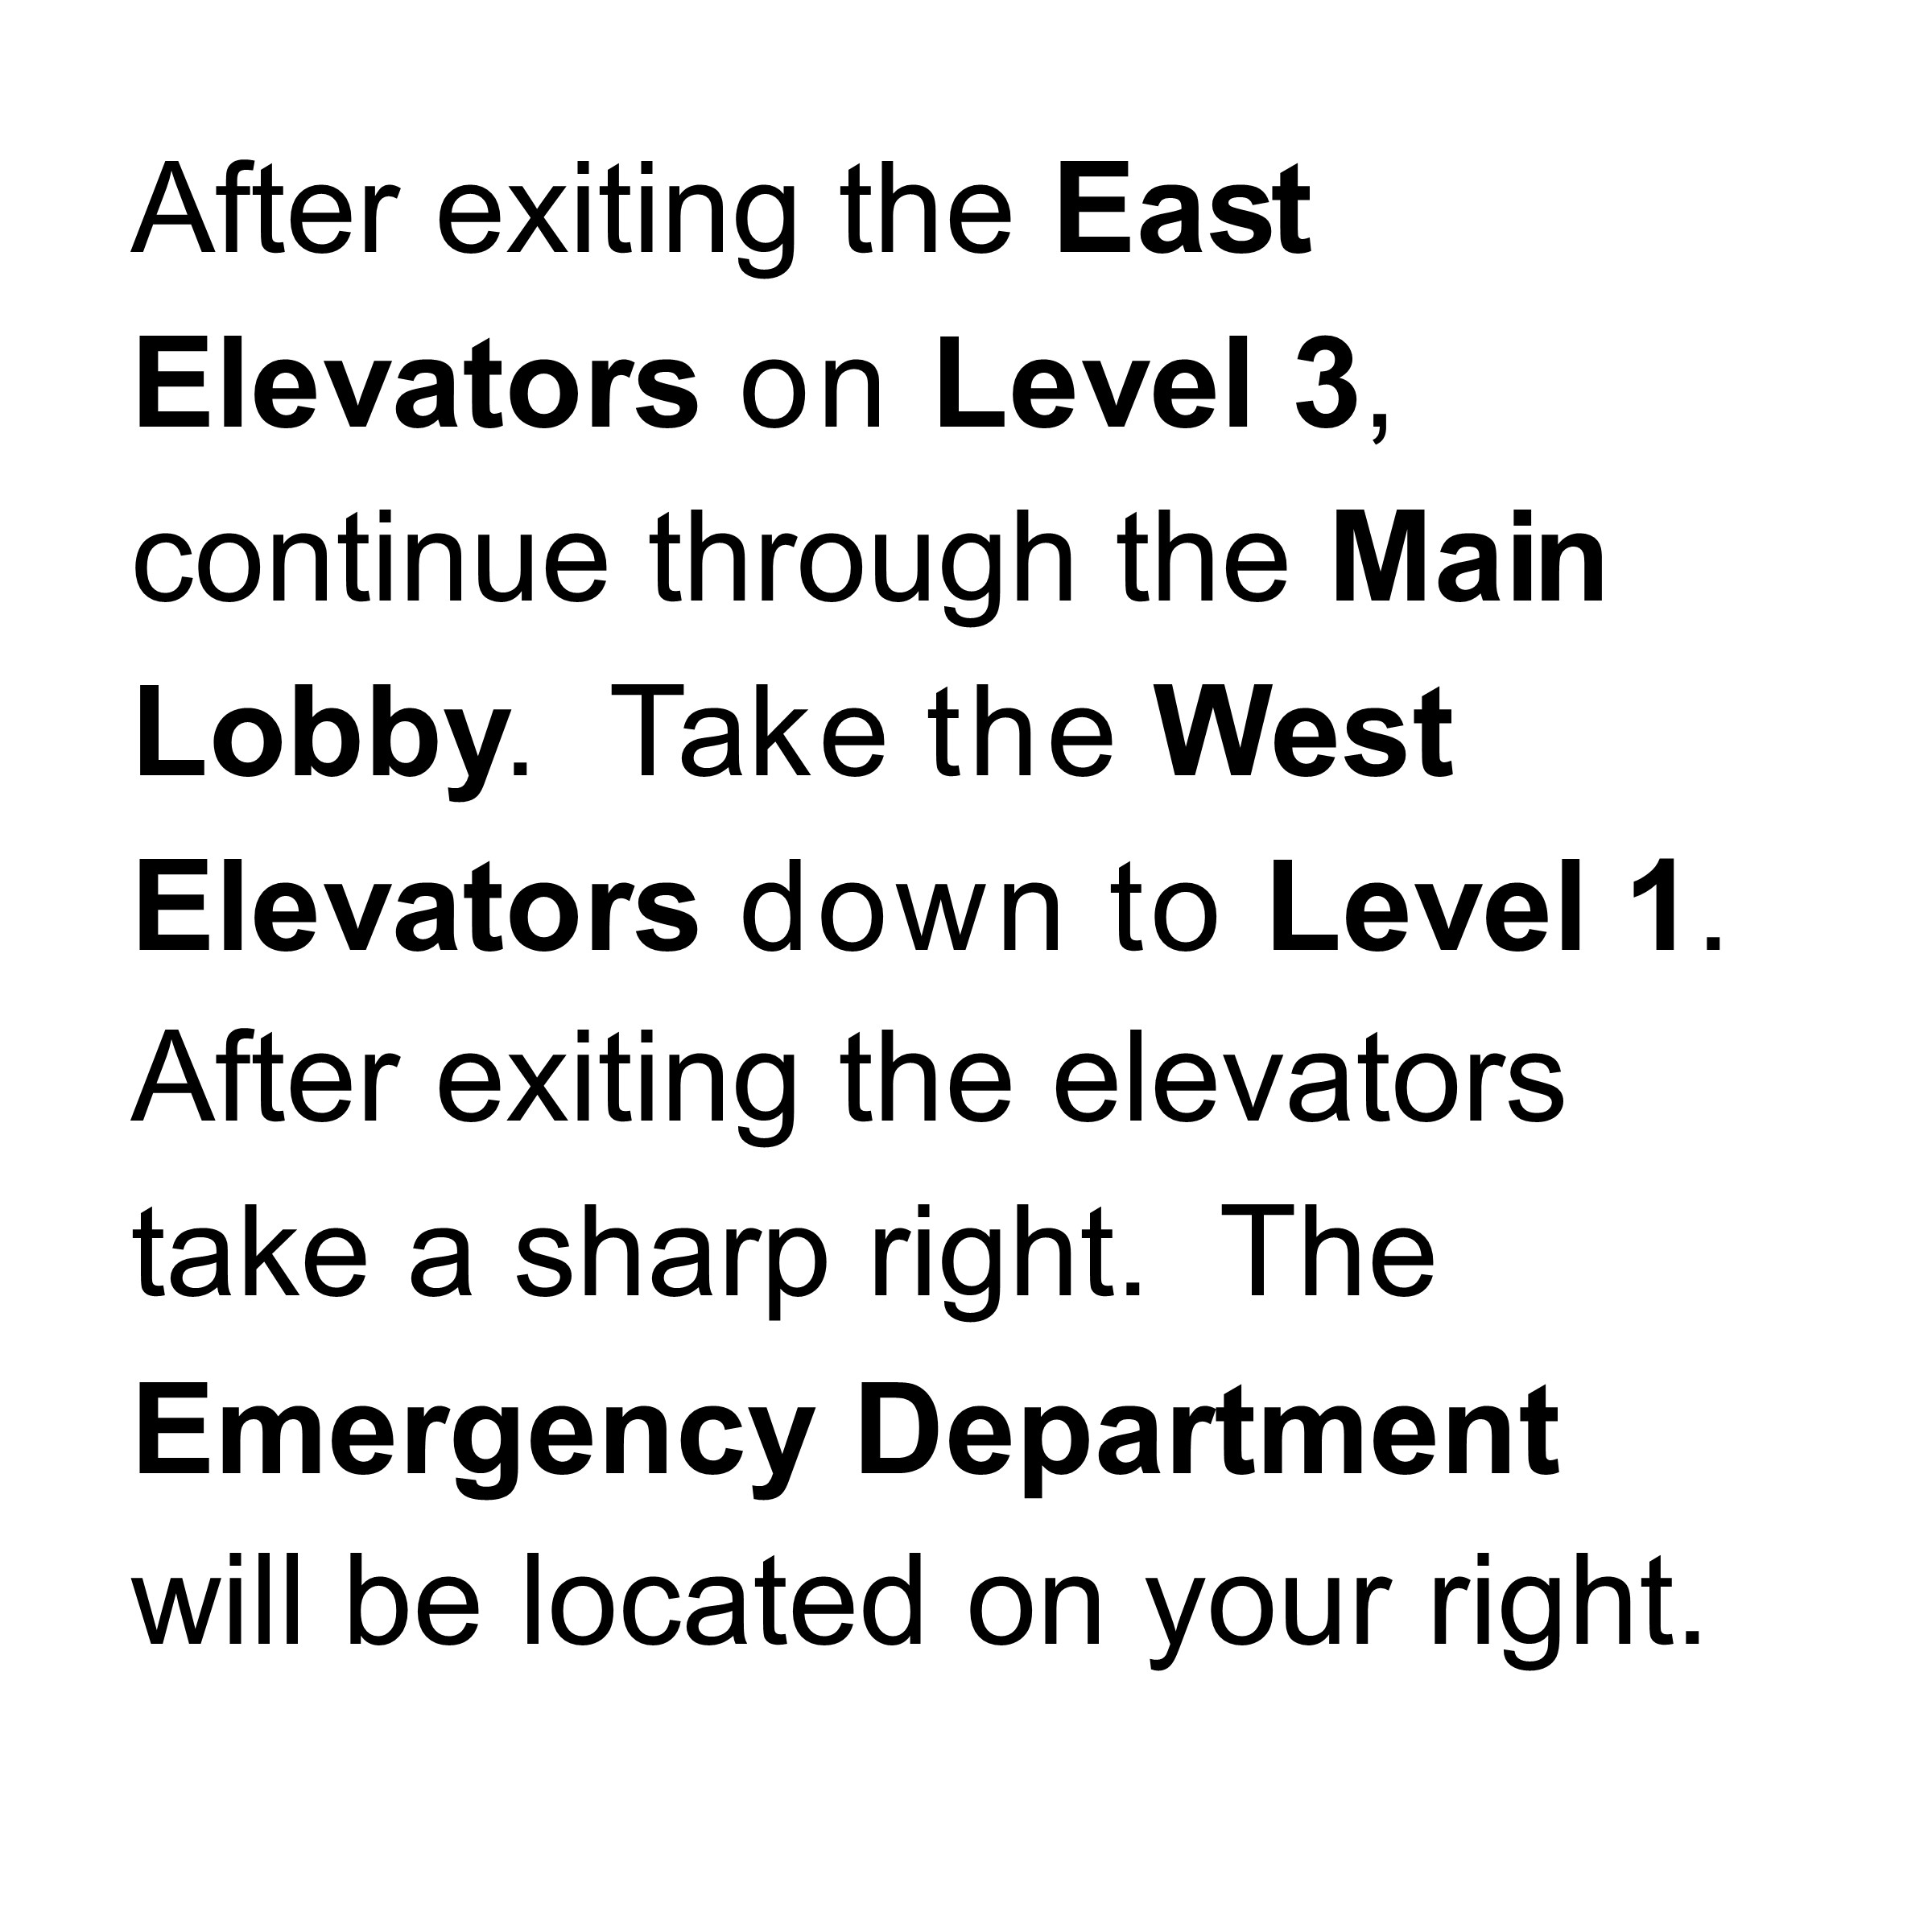 After exiting the East
Elevators on Level 3,
continue through the Main
Lobby.  Take the West
Elevators down to Level 1.
After exiting the elevators
take a sharp right.  The
Emergency Department
will be located on your right.